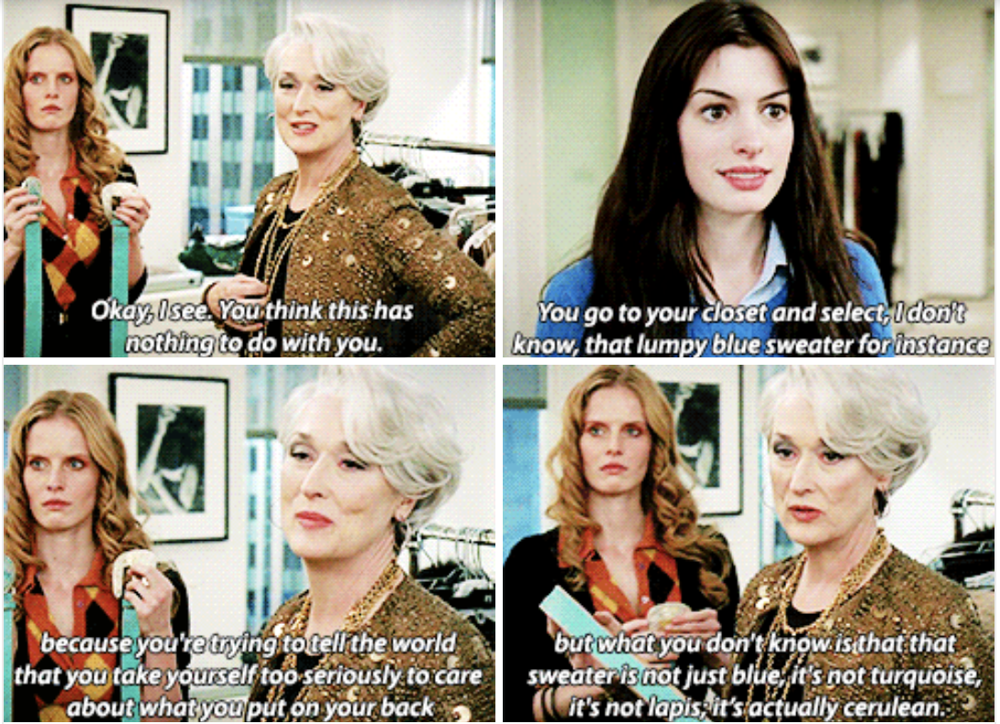 Okay, I see. You think this has
nothing to do with you.
You go to your closet and select, I don't
know, that lumpy blue sweater for instance
because you're trying to tell the world
that you take yourself too seriously to care
about what you put on your back
but what you don't know is that that
sweater is not just blue, it's not turquoise,
it's not lapis, it's actually cerulean.